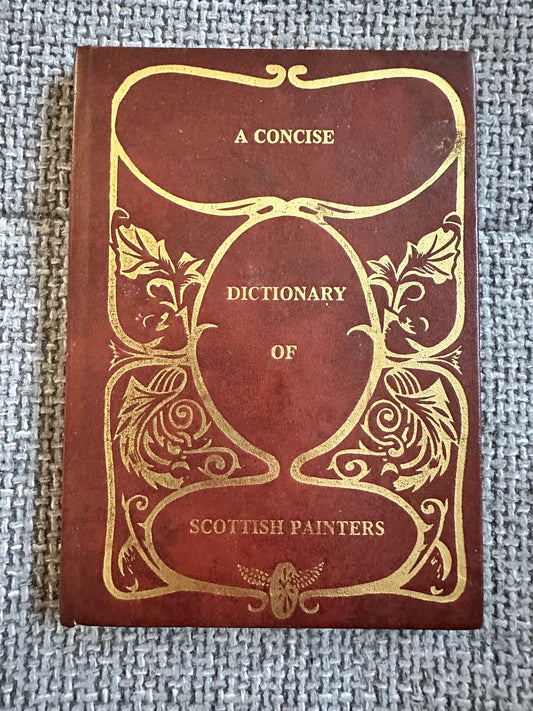 A CONCISE
DICTIONARY
OF
SCOTTISH PAINTERS